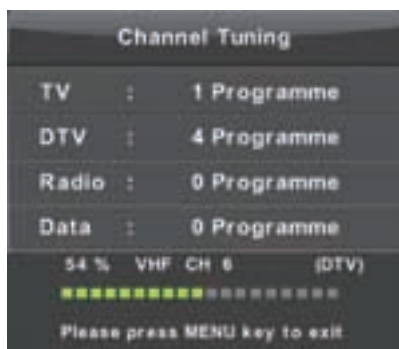 Channel Tuning
TV : 1 Programme
DTV : 4 Programme
Radio : 0 Programme
Data : 0 Programme
54 % VHF CH 6 (DTV)
Please press MENU key to exit